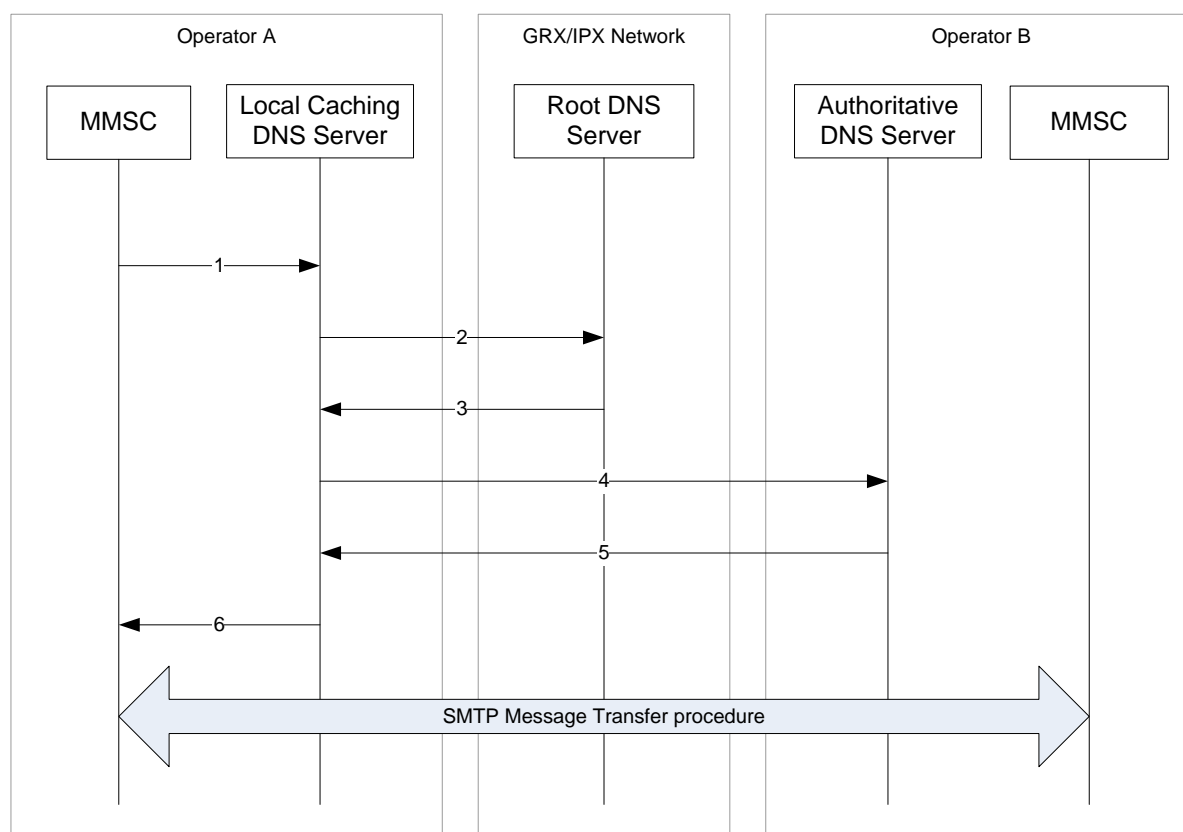 Operator A
GRX/IPX Network
Operator B
MMSC
Local Caching
DNS Server
Root DNS
Server
Authoritative
DNS Server
MMSC
1
2
3
4
5
6
SMTP Message Transfer procedure